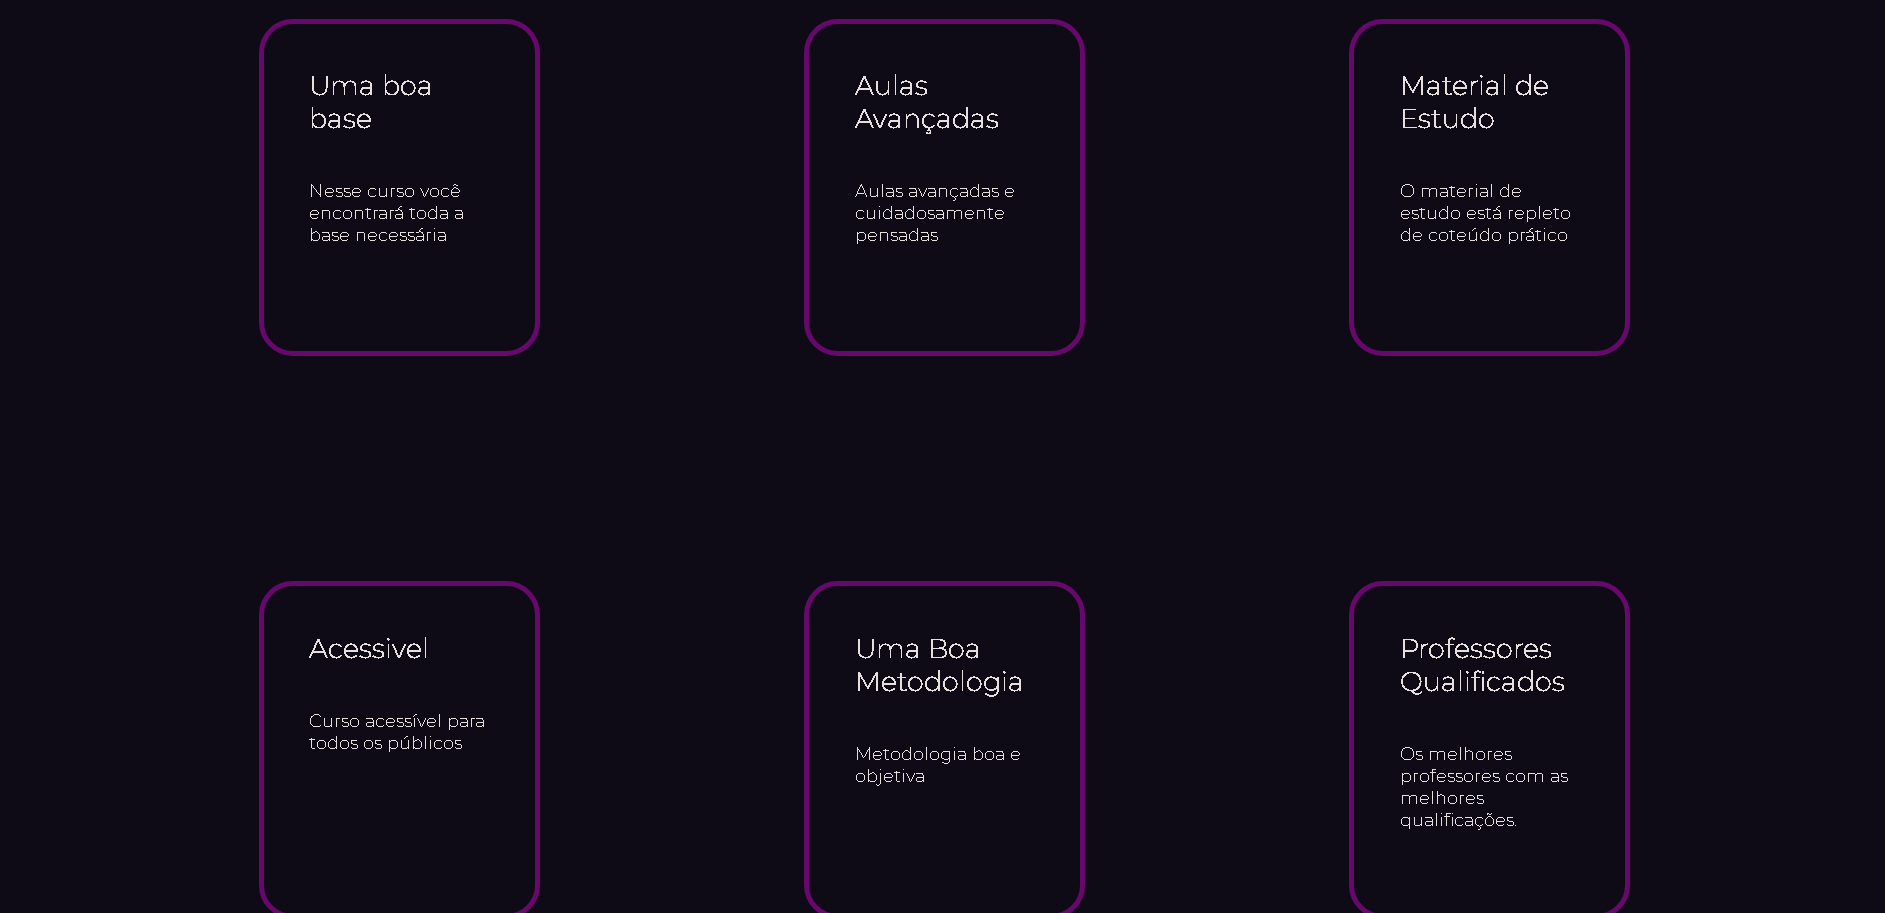 Uma boa
base
Nesse curso você
encontrará toda a
base necessária
Aulas
Avançadas
Aulas avançadas e
cuidadosamente
pensadas
Material de
Estudo
O material de
estudo está repleto
de coteúdo prático
Acessivel
Curso acessível para
todos os públicos
Uma Boa
Metodologia
Metodologia boa e
objetiva
Professores
Qualificados
Os melhores
professores com as
melhores
qualificações.